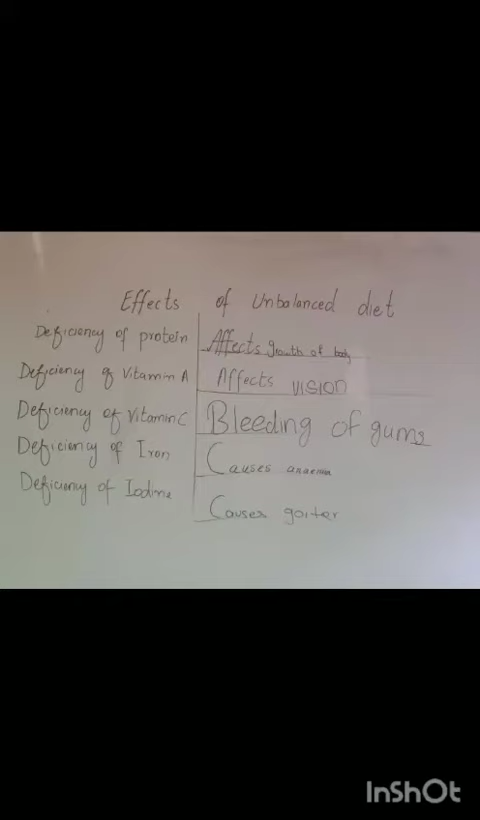 Effects of Unbalanced diet
Deficiency of protein Affects growth of body
Deficiency of Vitamin A Affects VISION
Deficiency of Vitamin C Bleeding of gums
Deficiency of Iron Causes anaemia
Deficiency of Iodine Causes goiter
InShOt